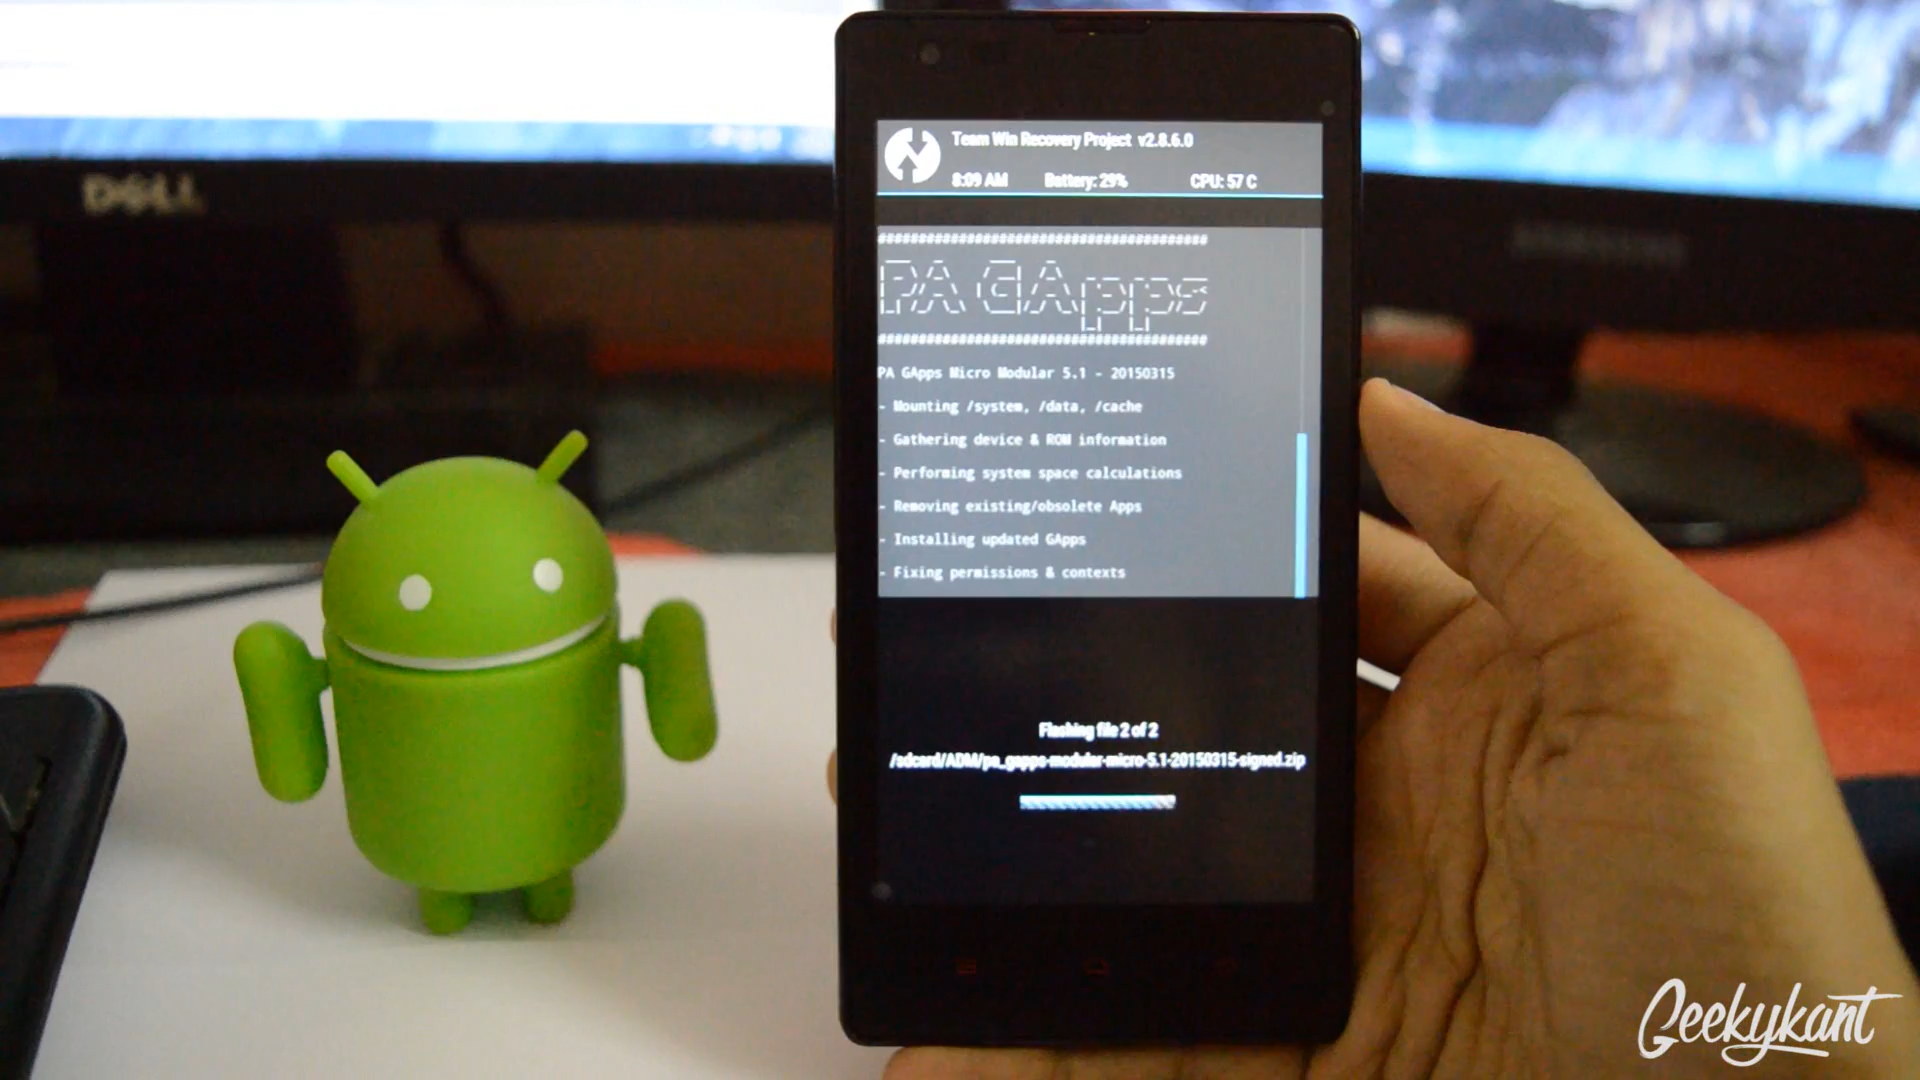 DELL
SAMSUNG
Team Win Recovery Project v2.8.6.0
8:09 AM Battery: 29% CPU: 57 C
#########################################
PA GApps
#########################################
PA GApps Micro Modular 5.1 - 20150315
- Mounting /system, /data, /cache
- Gathering device & ROM information
- Performing system space calculations
- Removing existing/obsolete Apps
- Installing updated GApps
- Fixing permissions & contexts
Flashing file 2 of 2
/sdcard/ADM/pa_gapps-modular-micro-5.1-20150315-signed.zip
Geekykant